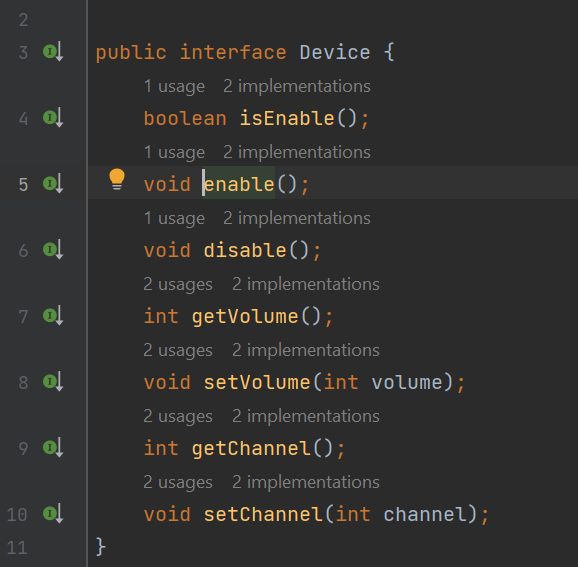 2
3 public interface Device {
1 usage 2 implementations
4 boolean isEnable();
1 usage 2 implementations
5 void enable();
1 usage 2 implementations
6 void disable();
2 usages 2 implementations
7 int getVolume();
2 usages 2 implementations
8 void setVolume(int volume);
2 usages 2 implementations
9 int getChannel();
2 usages 2 implementations
10 void setChannel(int channel);
11 }